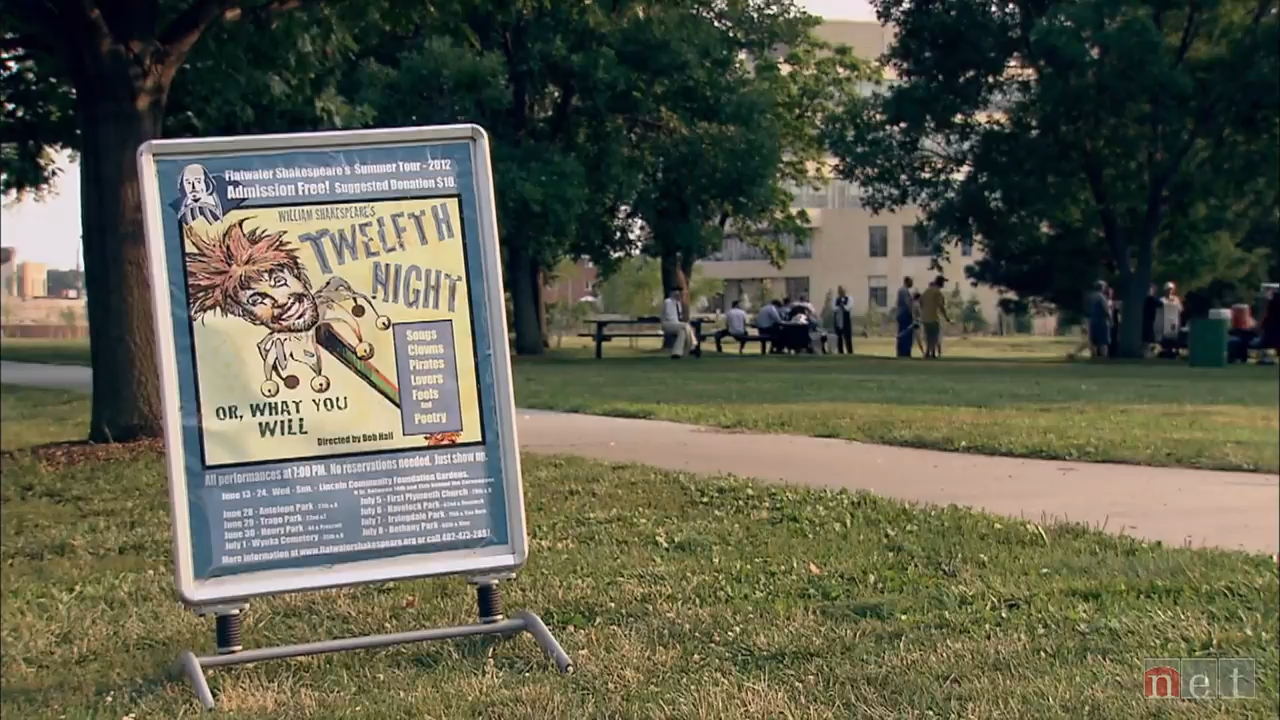 Flatwater Shakespeare's Summer Tour - 2012
Admission Free! Suggested Donation $10.
WILLIAM SHAKESPEARE'S
TWELFTH
NIGHT
Songs
Clowns
Pirates
Lovers
Fools
and
Poetry
OR, WHAT YOU
WILL
Directed by Bob Hall
All performances at 7:00 PM. No reservations needed. Just show up.
June 13 - 24. Wed - Sun. - Lincoln Community Foundation Gardens.
June 28 - Antelope Park
June 29 - Trago Park
June 30 - Henry Park
July 1 - Wyuka Cemetery
July 5 - First Plymouth Church
July 6 - Havelock Park
July 7 - Irvingdale Park
July 8 - Bethany Park
More information at www.flatwatershakespeare.org or call 402-473-2897
net